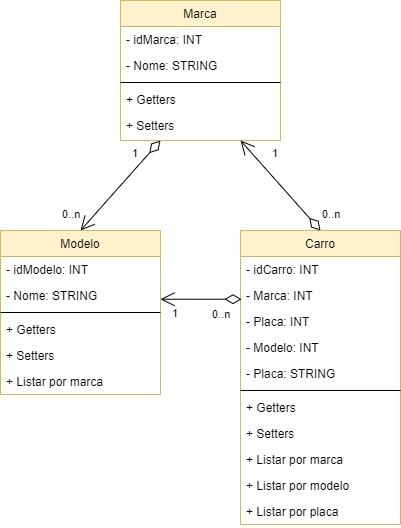 Marca
- idMarca: INT
- Nome: STRING
+ Getters
+ Setters
1
1
0..n
0..n
Modelo
- idModelo: INT
- Nome: STRING
+ Getters
+ Setters
+ Listar por marca
1
0..n
Carro
- idCarro: INT
- Marca: INT
- Placa: INT
- Modelo: INT
- Placa: STRING
+ Getters
+ Setters
+ Listar por marca
+ Listar por modelo
+ Listar por placa